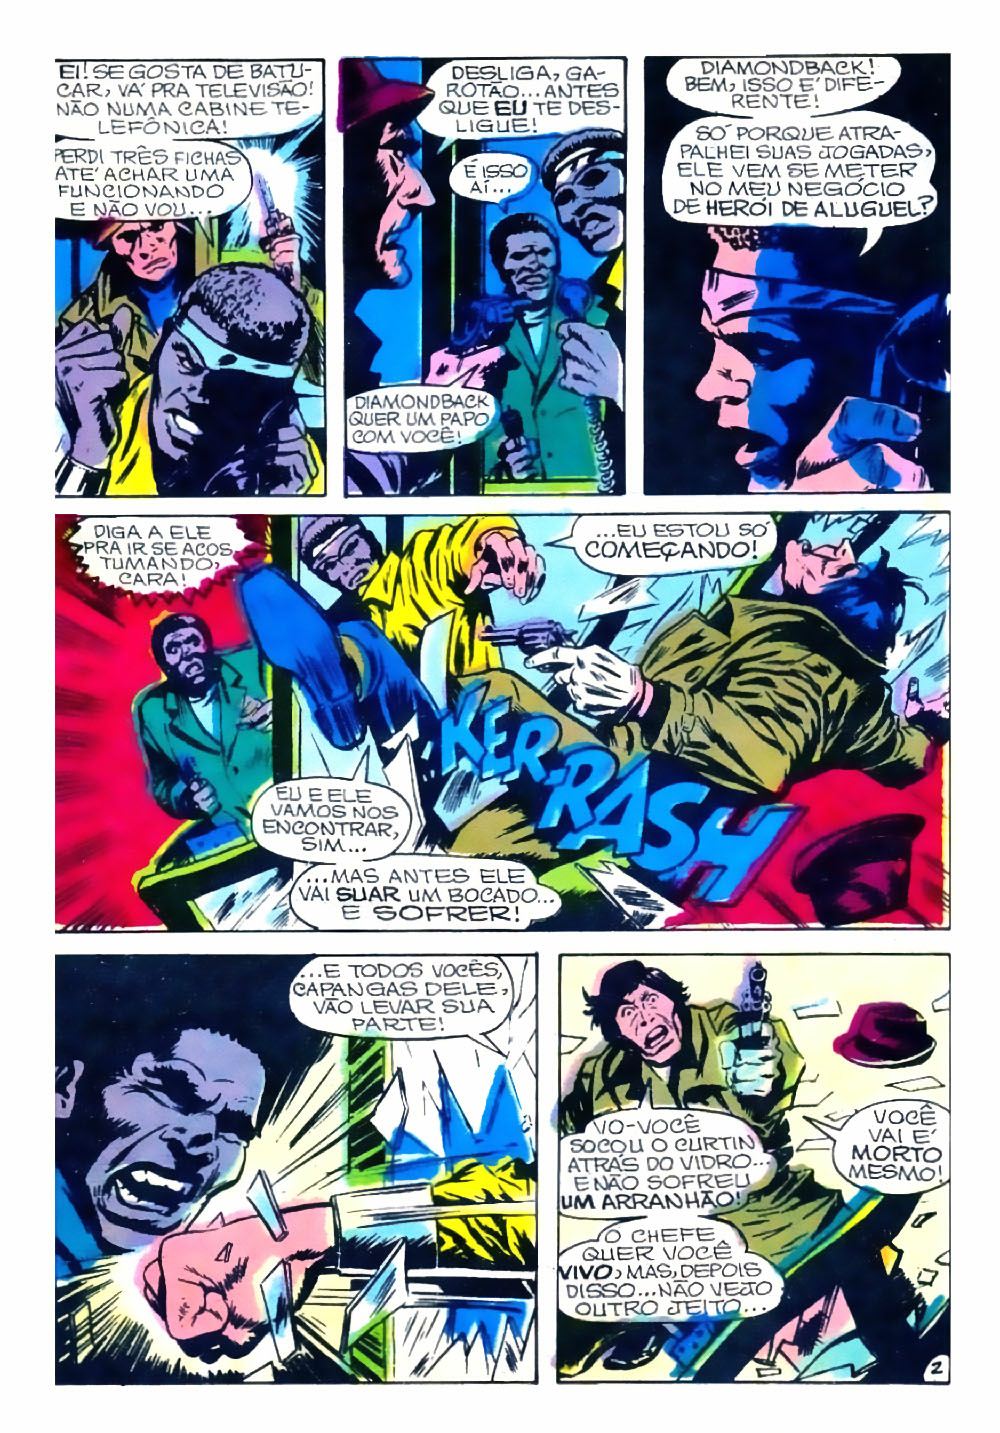 EI! SE GOSTA DE BATU-
CAR, VÁ PRA TELEVISÃO!
NÃO NUMA CABINE TE-
LEFÔNICA!
PERDI TRÊS FICHAS
ATÉ ACHAR UMA
FUNCIONANDO
E NÃO VOU...
DESLIGA, GA-
ROTÃO... ANTES
QUE EU TE DES-
LIGUE!
É ISSO
AÍ...
DIAMONDBACK
QUER UM PAPO
COM VOCÊ!
DIAMONDBACK!
BEM, ISSO É DIFE-
RENTE!
SÓ PORQUE ATRA-
PALHEI SUAS JOGADAS,
ELE VEM SE METER
NO MEU NEGÓCIO
DE HERÓI DE ALUGUEL?
DIGA A ELE
PRA IR SE ACOS-
TUMANDO,
CARA!
...EU ESTOU SÓ
COMEÇANDO!
KER-RASH
EU E ELE
VAMOS NOS
ENCONTRAR,
SIM...
...MAS ANTES ELE
VAI SUAR UM BOCADO...
E SOFRER!
...E TODOS VOCÊS,
CAPANGAS DELE,
VÃO LEVAR SUA
PARTE!
VO-VOCÊ
SOCOU O CURTIN
ATRÁS DO VIDRO...
E NÃO SOFREU
UM ARRANHÃO!
O CHEFE
QUER VOCÊ
VIVO, MAS, DEPOIS
DISSO... NÃO VEJO
OUTRO JEITO...
VOCÊ
VAI É
MORTO
MESMO!
2